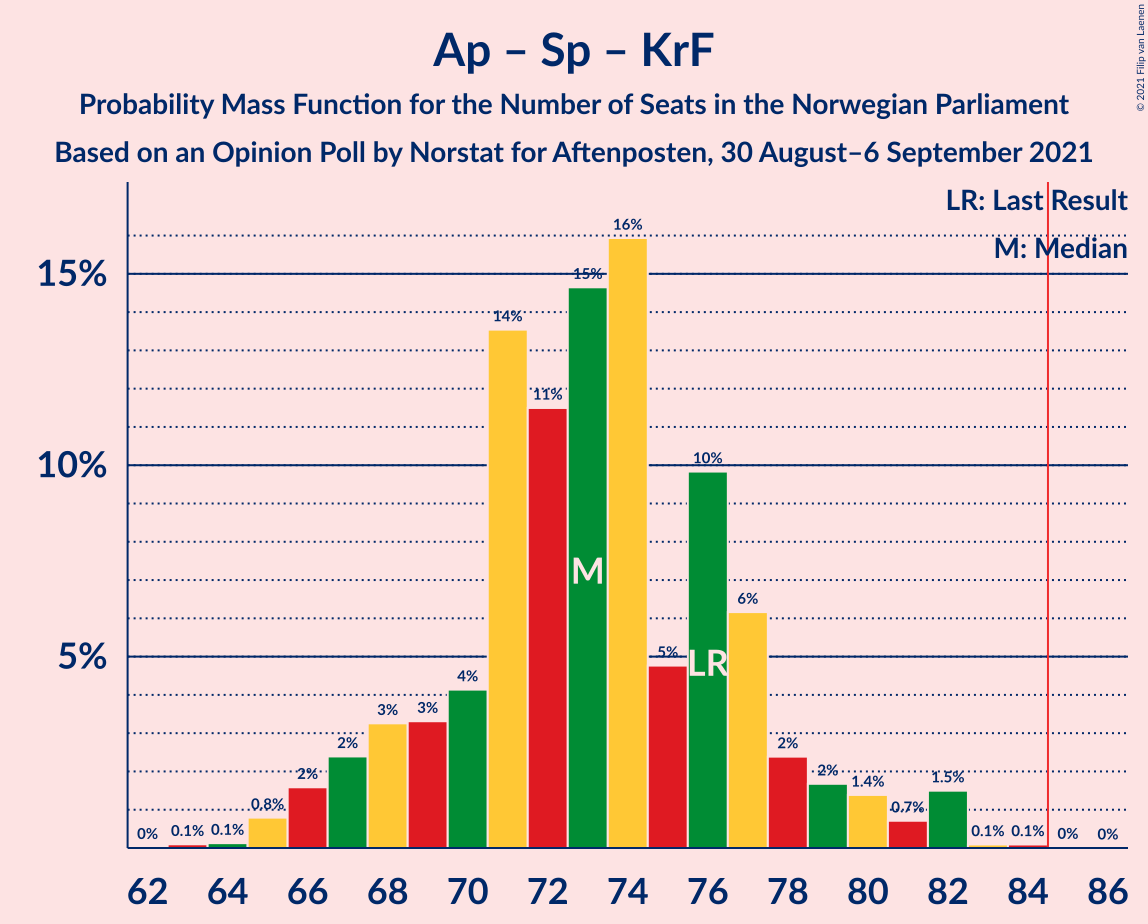 Ap – Sp – KrF
Probability Mass Function for the Number of Seats in the Norwegian Parliament
Based on an Opinion Poll by Norstat for Aftenposten, 30 August–6 September 2021
© 2021 Filip van Laenen
LR: Last Result
M: Median
15%
10%
5%
0% 0.1% 0.1% 0.8% 2% 2% 3% 3% 4% 14% 11% 15% 16% 5% 10% 6% 2% 2% 1.4% 0.7% 1.5% 0.1% 0.1% 0% 0%
M
LR
62 64 66 68 70 72 74 76 78 80 82 84 86